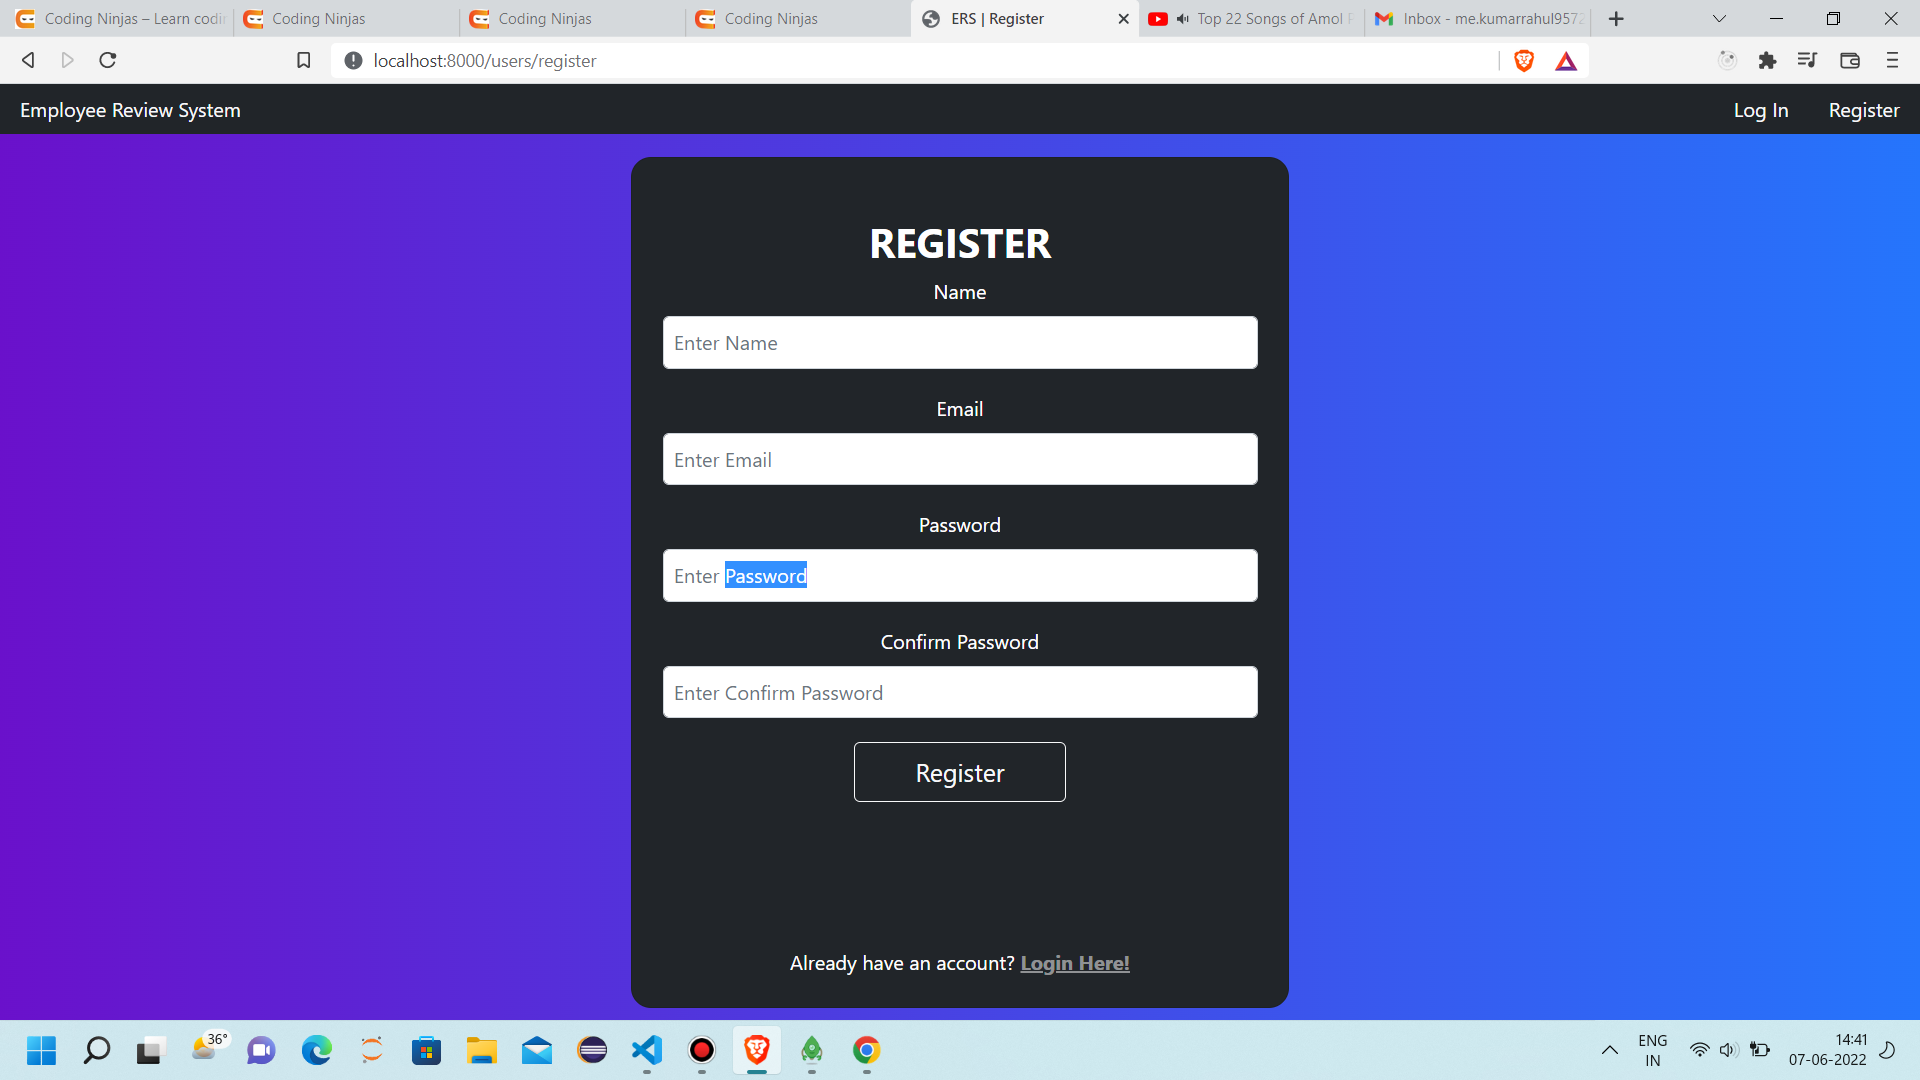 Coding Ninjas – Learn codin
Coding Ninjas
Coding Ninjas
Coding Ninjas
ERS | Register
Top 22 Songs of Amol
Inbox - me.kumarrahul9572
localhost:8000/users/register
Employee Review System
Log In
Register
REGISTER
Name
Enter Name
Email
Enter Email
Password
Enter Password
Confirm Password
Enter Confirm Password
Register
Already have an account? Login Here!
36°
ENG
IN
14:41
07-06-2022